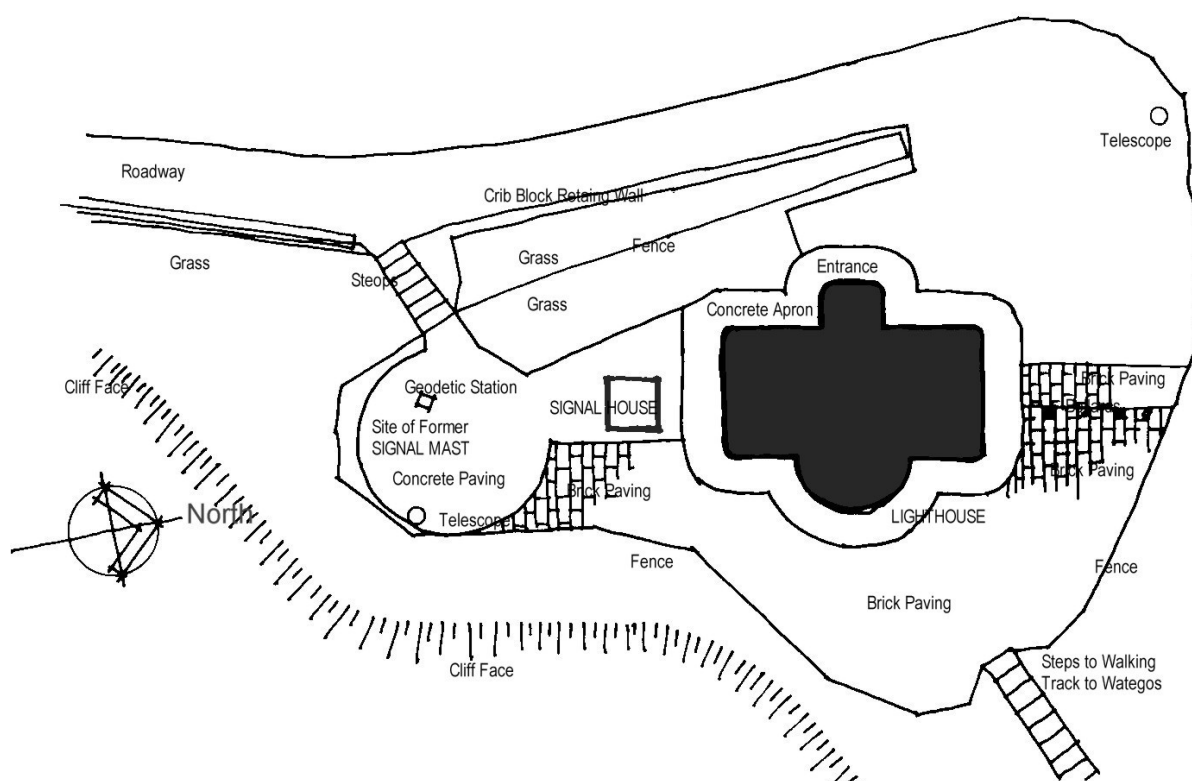 Telescope
Roadway
Crib Block Retaing Wall
Fence
Grass
Grass
Steops
Grass
Entrance
Concrete Apron
Cliff Face
Geodetic Station
SIGNAL HOUSE
Site of Former
SIGNAL MAST
Concrete Paving
Brick Paving
Brick Paving
Brick Paving
North
Telescope
LIGHTHOUSE
Fence
Fence
Brick Paving
Cliff Face
Steps to Walking
Track to Wategos